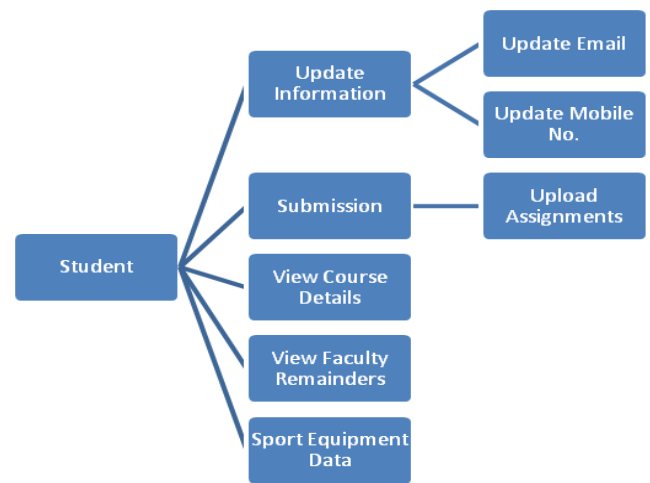 Student
Update
Information
Update Email
Update Mobile
No.
Submission
Upload
Assignments
View Course
Details
View Faculty
Remainders
Sport Equipment
Data